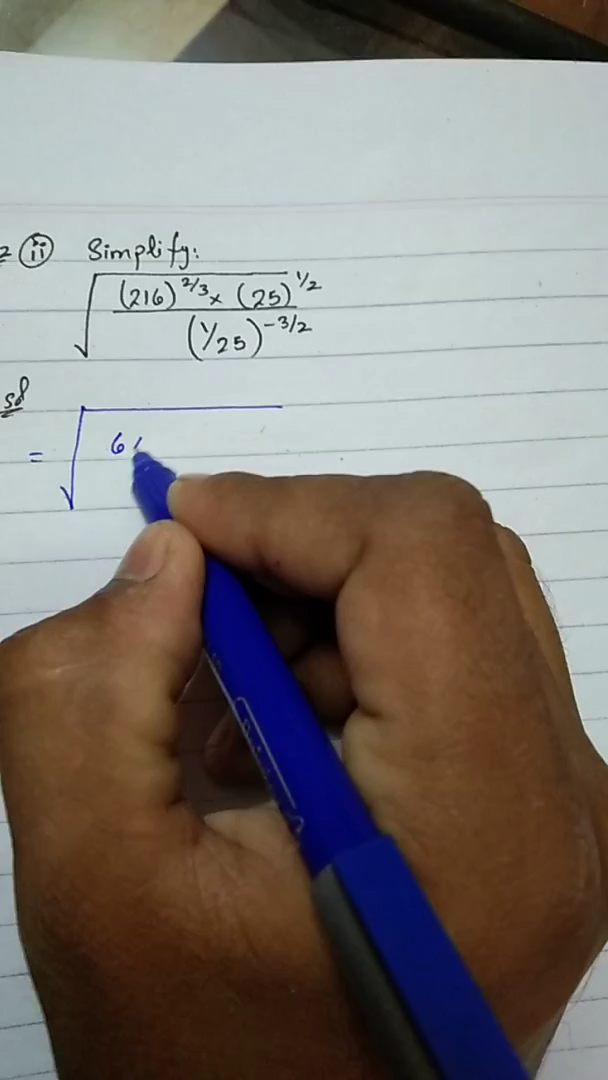 2 (ii) Simplify:
√((216)^2/3 × (25)^1/2 / (1/25)^-3/2)
sol
= √(6